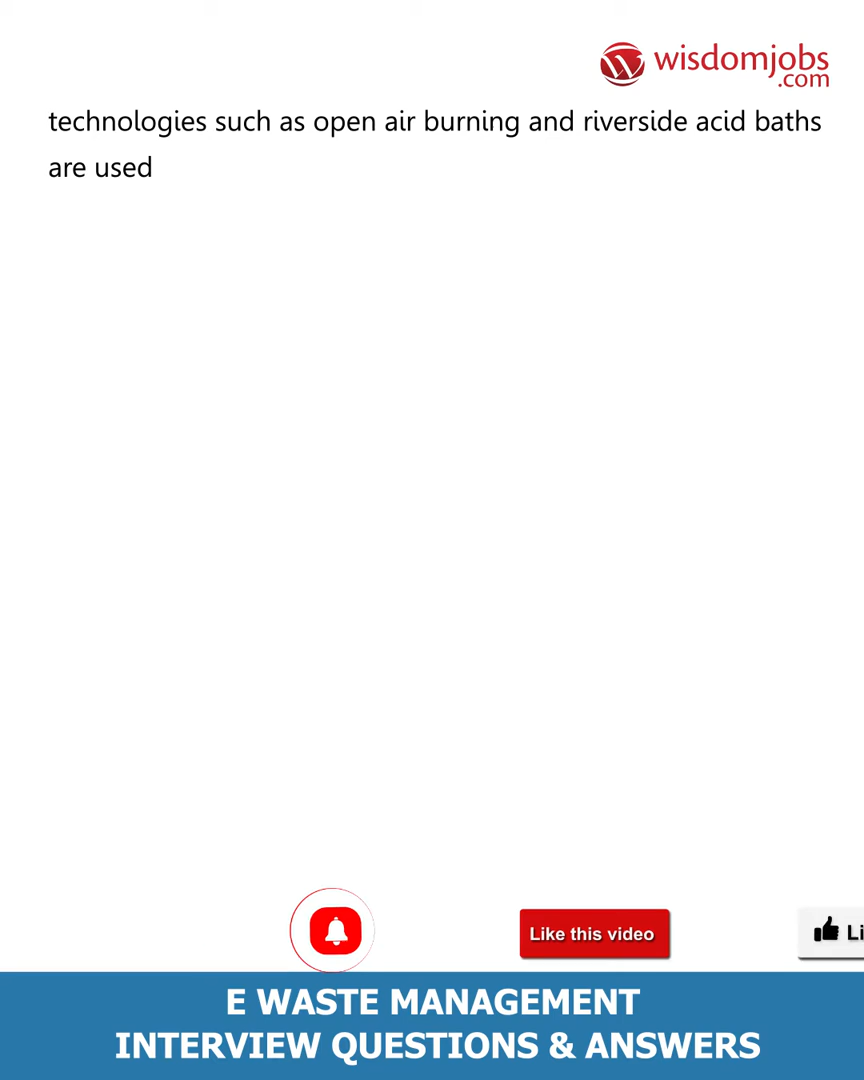 wisdomjobs
.com
technologies such as open air burning and riverside acid baths
are used
Like this video
Li
E WASTE MANAGEMENT
INTERVIEW QUESTIONS & ANSWERS